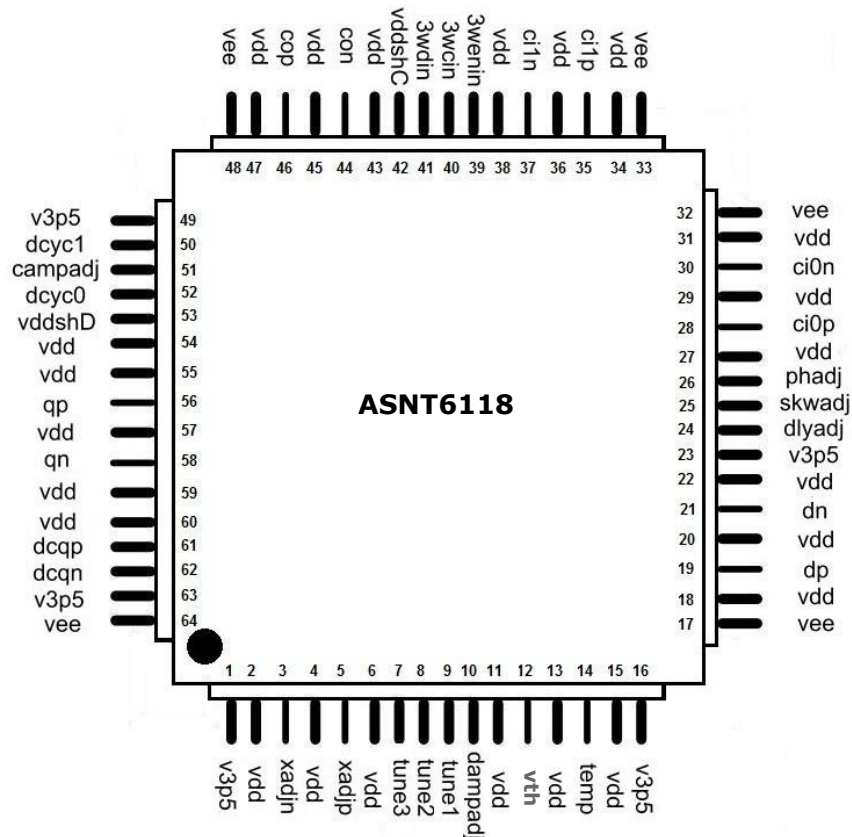 vee vdd cop vdd con vdd vddshC 3wdin 3wcin 3wenin vdd ci1n vdd ci1p vdd vee
48 47 46 45 44 43 42 41 40 39 38 37 36 35 34 33
v3p5 49
dcyc1 50
campadj 51
dcyc0 52
vddshD 53
vdd 54
vdd 55
qp 56
vdd 57
qn 58
vdd 59
vdd 60
dcqp 61
dcqn 62
v3p5 63
vee 64
ASNT6118
32 vee
31 vdd
30 ci0n
29 vdd
28 ci0p
27 vdd
26 phadj
25 skwadj
24 dlyadj
23 v3p5
22 vdd
21 dn
20 vdd
19 dp
18 vdd
17 vee
1 2 3 4 5 6 7 8 9 10 11 12 13 14 15 16
v3p5 vdd xadjn vdd xadjp vdd tune3 tune2 tune1 dampadj vdd vth vdd temp vdd v3p5